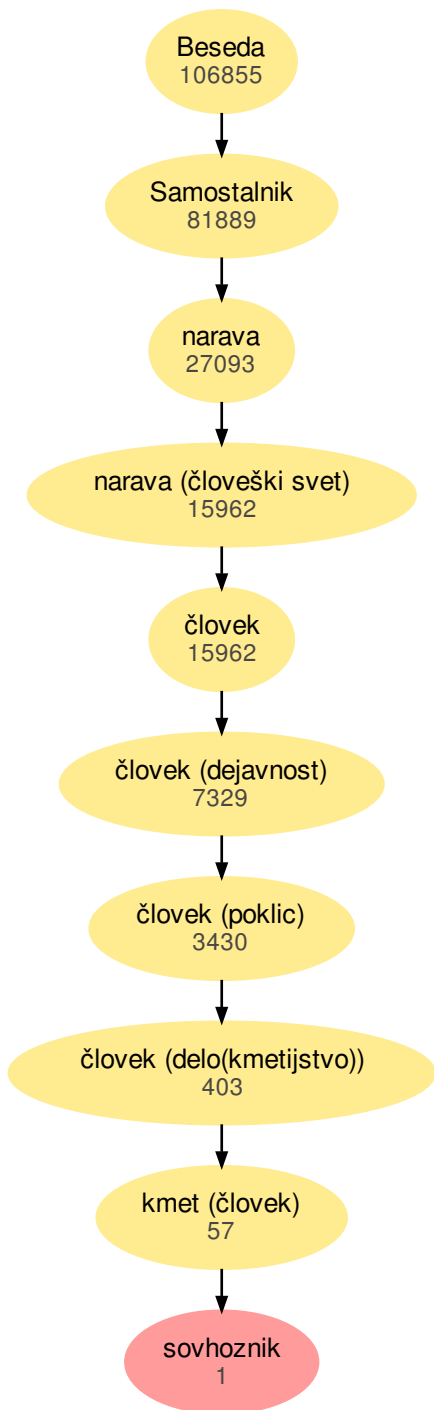 Beseda
106855
Samostalnik
81889
narava
27093
narava (človeški svet)
15962
človek
15962
človek (dejavnost)
7329
človek (poklic)
3430
človek (delo(kmetijstvo))
403
kmet (človek)
57
sovhoznik
1